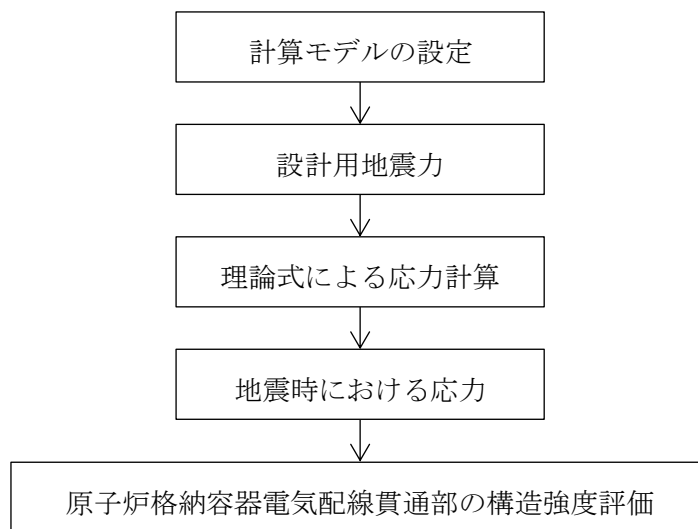 計算モデルの設定
設計用地震力
理論式による応力計算
地震時における応力
原子炉格納容器電気配線貫通部の構造強度評価